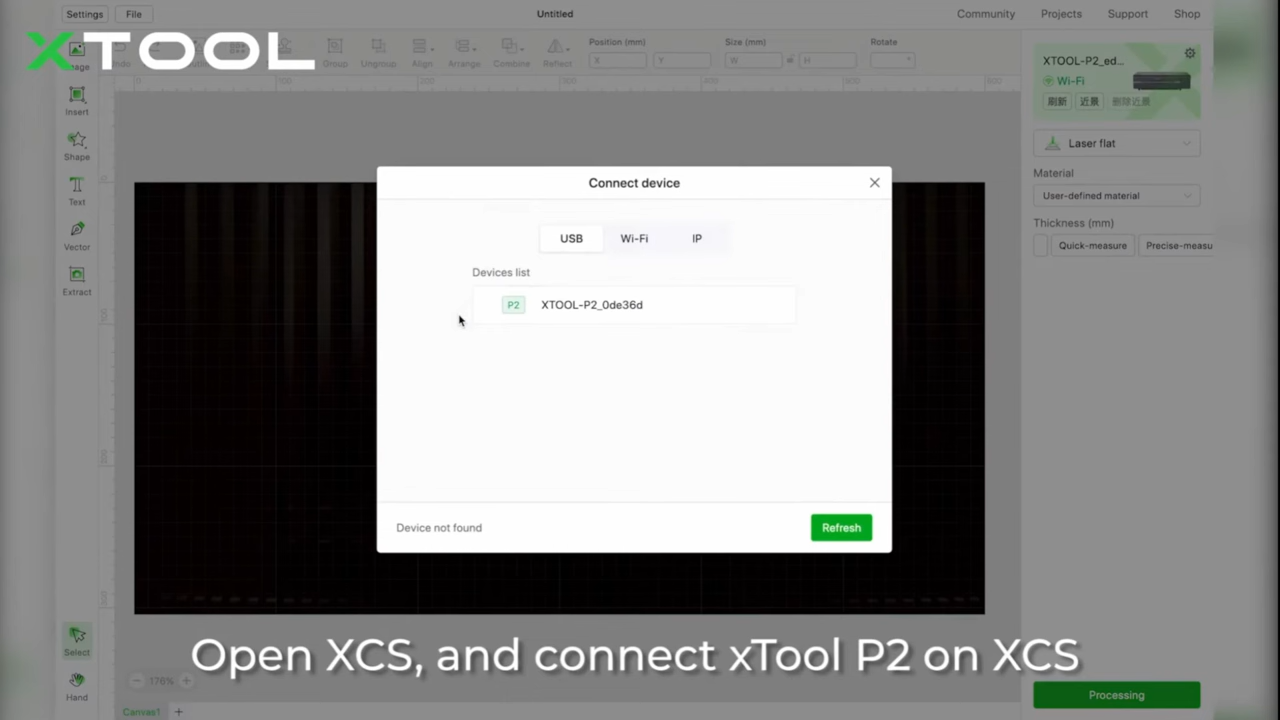 Settings
File
Untitled
Community
Projects
Support
Shop
XTOOL
Group
Ungroup
Align
Arrange
Combine
Reflect
Position (mm)
X
Y
Size (mm)
W
H
Rotate
Insert
Shape
Text
Vector
Extract
Select
Hand
XTOOL-P2_ed...
Wi-Fi
刷新
近景
删除近景
Laser flat
Material
User-defined material
Thickness (mm)
Quick-measure
Precise-measu
Connect device
USB
Wi-Fi
IP
Devices list
P2
XTOOL-P2_0de36d
Device not found
Refresh
Open XCS, and connect xTool P2 on XCS
176%
Canvas1
Processing